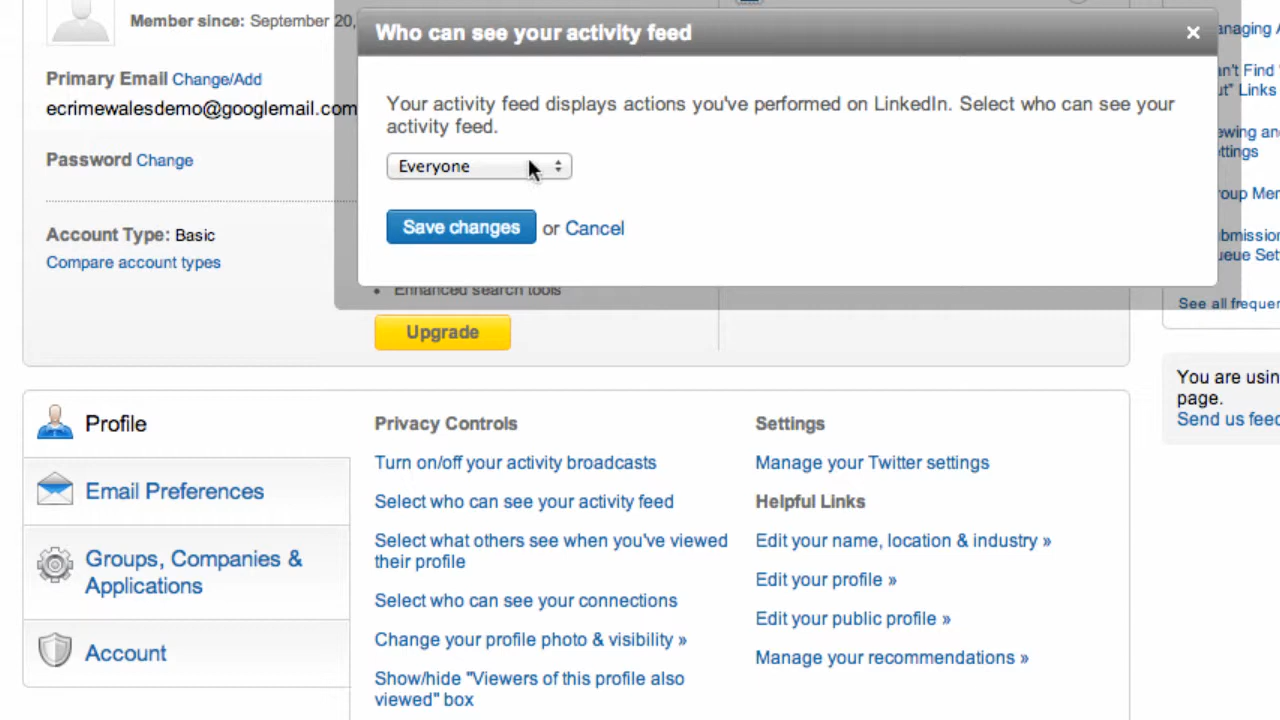 Member since: September 20,
Who can see your activity feed
Primary Email Change/Add
ecrimewalesdemo@googlemail.com
Password Change
Account Type: Basic
Compare account types
Your activity feed displays actions you've performed on LinkedIn. Select who can see your
activity feed.
Everyone
Save changes or Cancel
Enhanced search tools
Upgrade
Profile
Email Preferences
Groups, Companies &
Applications
Account
Privacy Controls
Turn on/off your activity broadcasts
Select who can see your activity feed
Select what others see when you've viewed
their profile
Select who can see your connections
Change your profile photo & visibility »
Show/hide "Viewers of this profile also
viewed" box
Settings
Manage your Twitter settings
Helpful Links
Edit your name, location & industry »
Edit your profile »
Edit your public profile »
Manage your recommendations »
Find
Links
See all
You are
page.
Send us